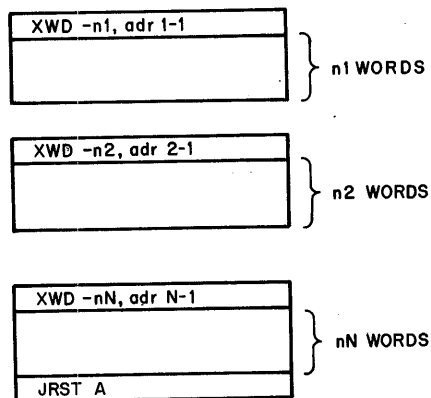 XWD -n1, adr 1-1
n1 WORDS
XWD -n2, adr 2-1
n2 WORDS
XWD -nN, adr N-1
nN WORDS
JRST A